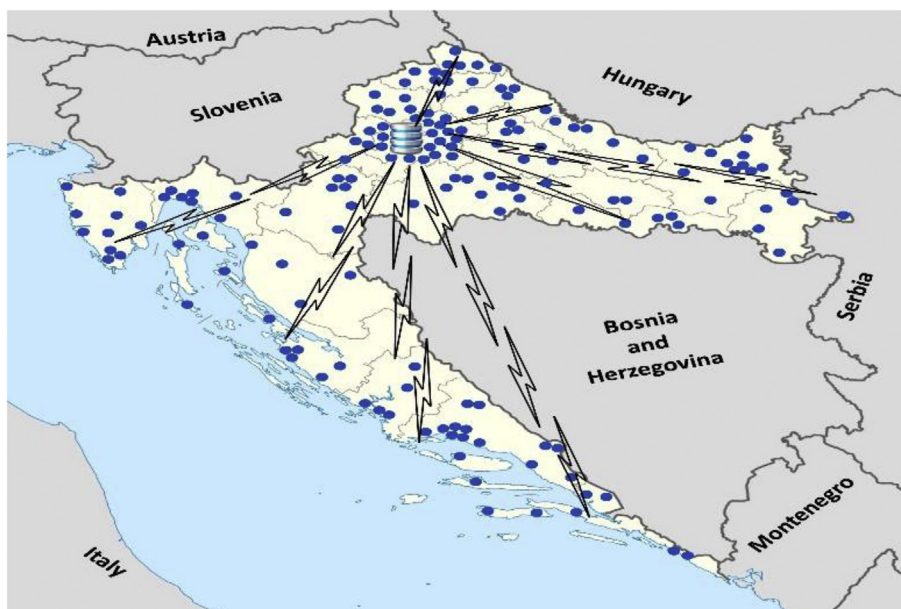 Austria
Slovenia
Hungary
Bosnia
and
Herzegovina
Serbia
Montenegro
Italy